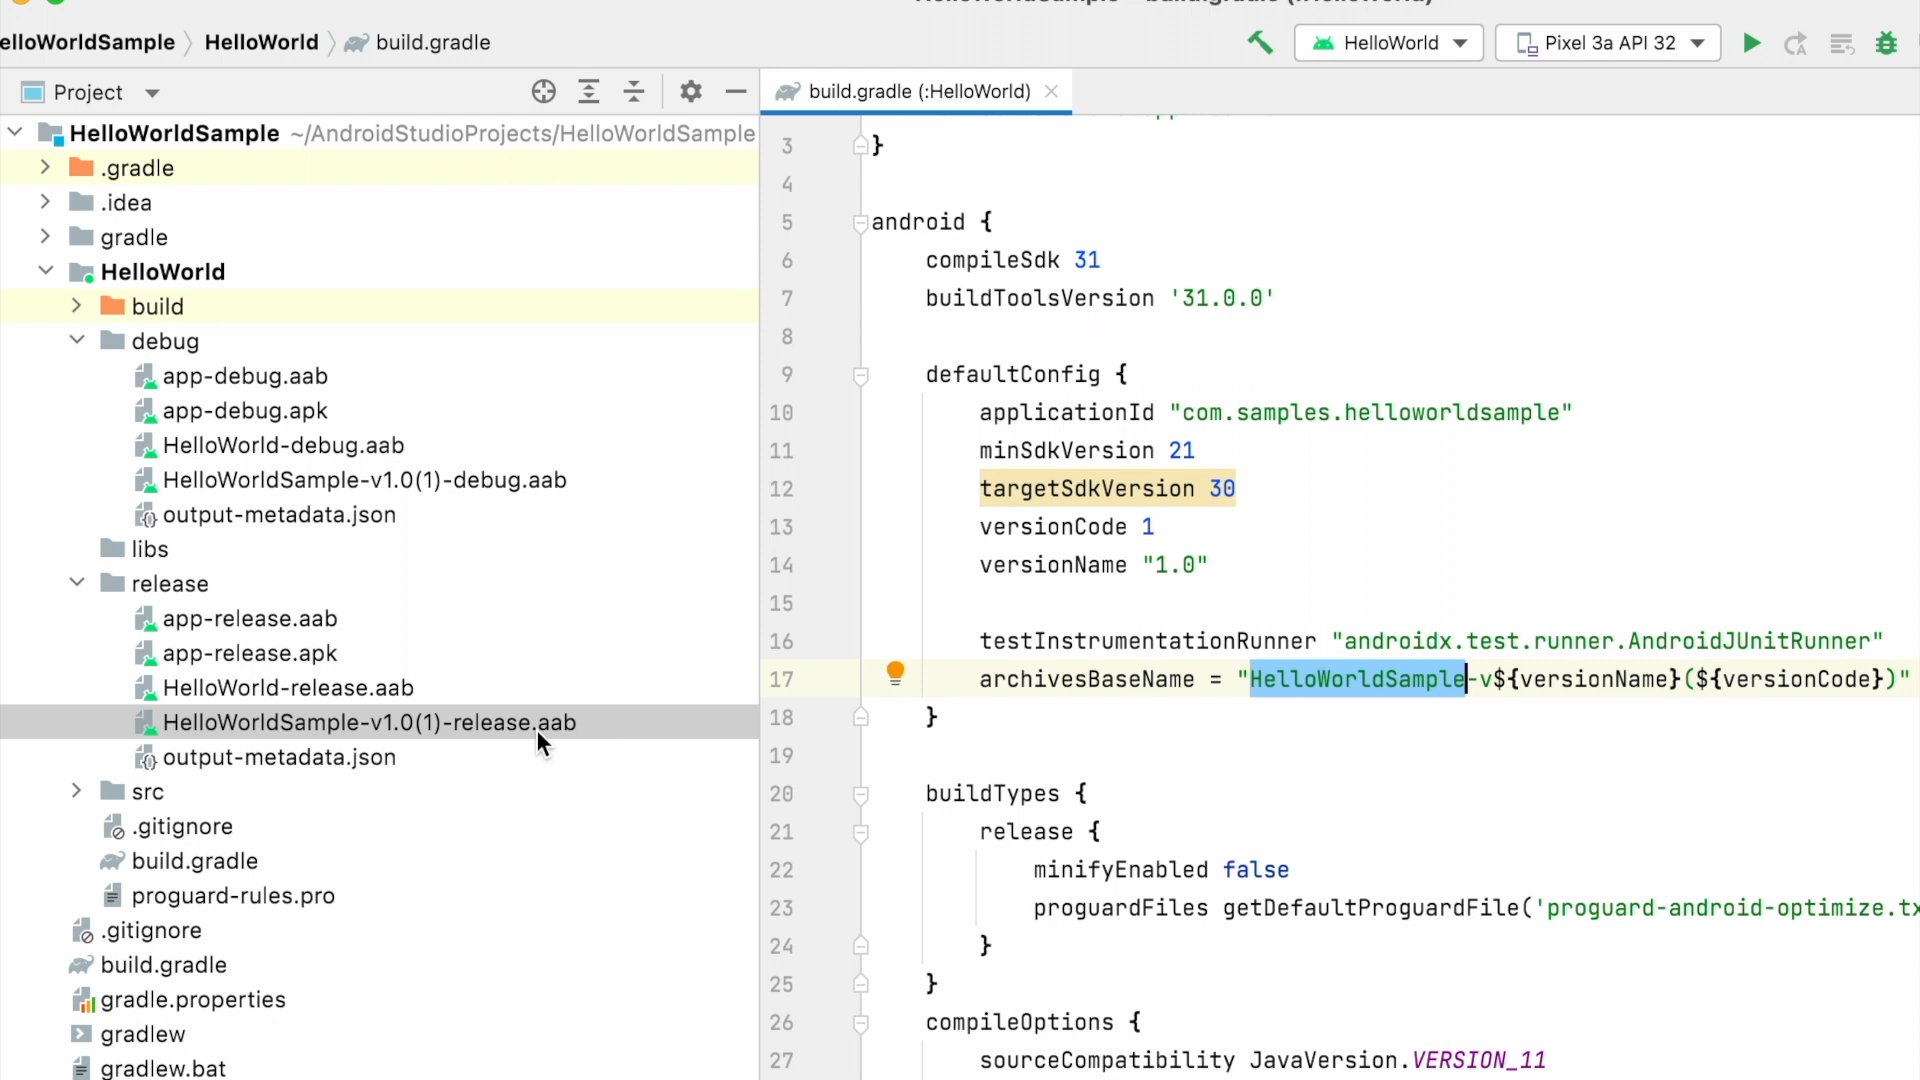 elloWorldSample HelloWorld build.gradle
HelloWorld Pixel 3a API 32
Project
build.gradle (:HelloWorld)
HelloWorldSample ~/AndroidStudioProjects/HelloWorldSample
.gradle
.idea
gradle
HelloWorld
build
debug
app-debug.aab
app-debug.apk
HelloWorld-debug.aab
HelloWorldSample-v1.0(1)-debug.aab
output-metadata.json
libs
release
app-release.aab
app-release.apk
HelloWorld-release.aab
HelloWorldSample-v1.0(1)-release.aab
output-metadata.json
src
.gitignore
build.gradle
proguard-rules.pro
.gitignore
build.gradle
gradle.properties
gradlew
gradlew.bat
3 }
4
5 android {
6 compileSdk 31
7 buildToolsVersion '31.0.0'
8
9 defaultConfig {
10 applicationId "com.samples.helloworldsample"
11 minSdkVersion 21
12 targetSdkVersion 30
13 versionCode 1
14 versionName "1.0"
15
16 testInstrumentationRunner "androidx.test.runner.AndroidJUnitRunner"
17 archivesBaseName = "HelloWorldSample-v${versionName}(${versionCode})"
18 }
19
20 buildTypes {
21 release {
22 minifyEnabled false
23 proguardFiles getDefaultProguardFile('proguard-android-optimize.tx
24 }
25 }
26 compileOptions {
27 sourceCompatibility JavaVersion.VERSION_11